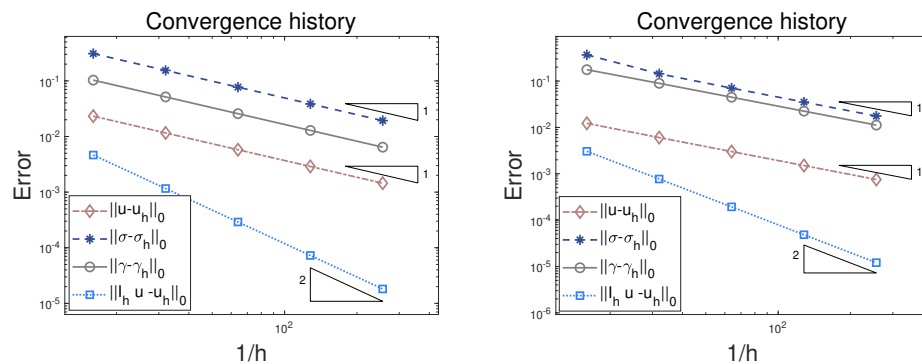 Convergence history
10^-1
10^-2
10^-3
10^-4
10^-5
Error
1
1
2
||u-u_h||_0
||σ-σ_h||_0
||γ-γ_h||_0
||I_h u -u_h||_0
10^2
1/h
Convergence history
10^-1
10^-2
10^-3
10^-4
10^-5
10^-6
Error
1
1
2
||u-u_h||_0
||σ-σ_h||_0
||γ-γ_h||_0
||I_h u -u_h||_0
10^2
1/h